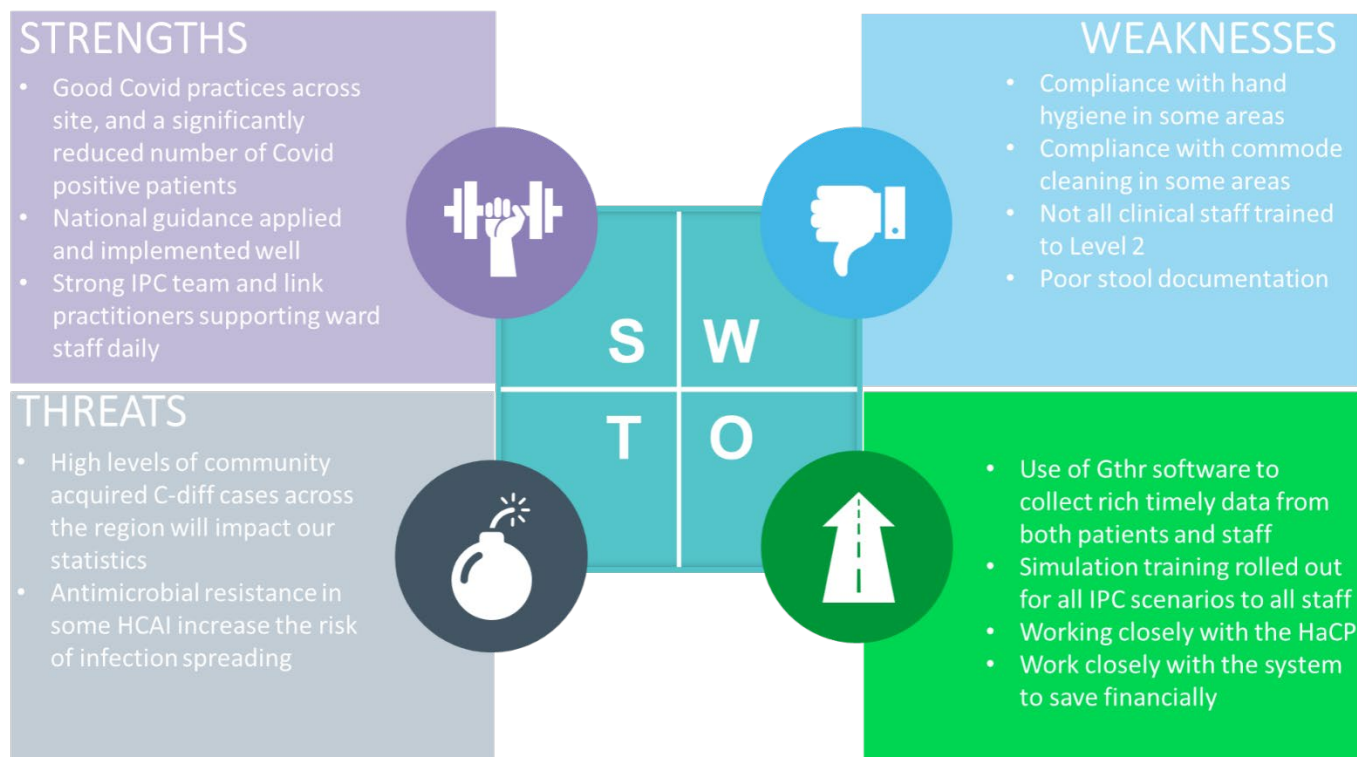 STRENGTHS
• Good Covid practices across
site, and a significantly
reduced number of Covid
positive patients
• National guidance applied
and implemented well
• Strong IPC team and link
practitioners supporting ward
staff daily
WEAKNESSES
• Compliance with hand
hygiene in some areas
• Compliance with commode
cleaning in some areas
• Not all clinical staff trained
to Level 2
• Poor stool documentation
S W
T O
THREATS
• High levels of community
acquired C-diff cases across
the region will impact our
statistics
• Antimicrobial resistance in
some HCAI increase the risk
of infection spreading
• Use of Gthr software to
collect rich timely data from
both patients and staff
• Simulation training rolled out
for all IPC scenarios to all staff
• Working closely with the HaCP
• Work closely with the system
to save financially